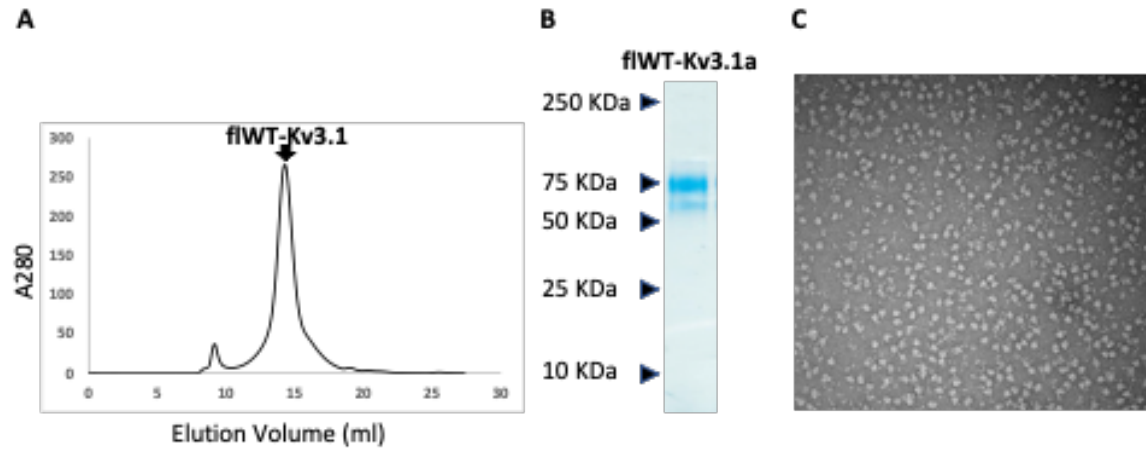 A
flWT-Kv3.1
300
250
200
150
100
50
0
A280
0 5 10 15 20 25 30
Elution Volume (ml)
B
flWT-Kv3.1a
250 KDa
75 KDa
50 KDa
25 KDa
10 KDa
C